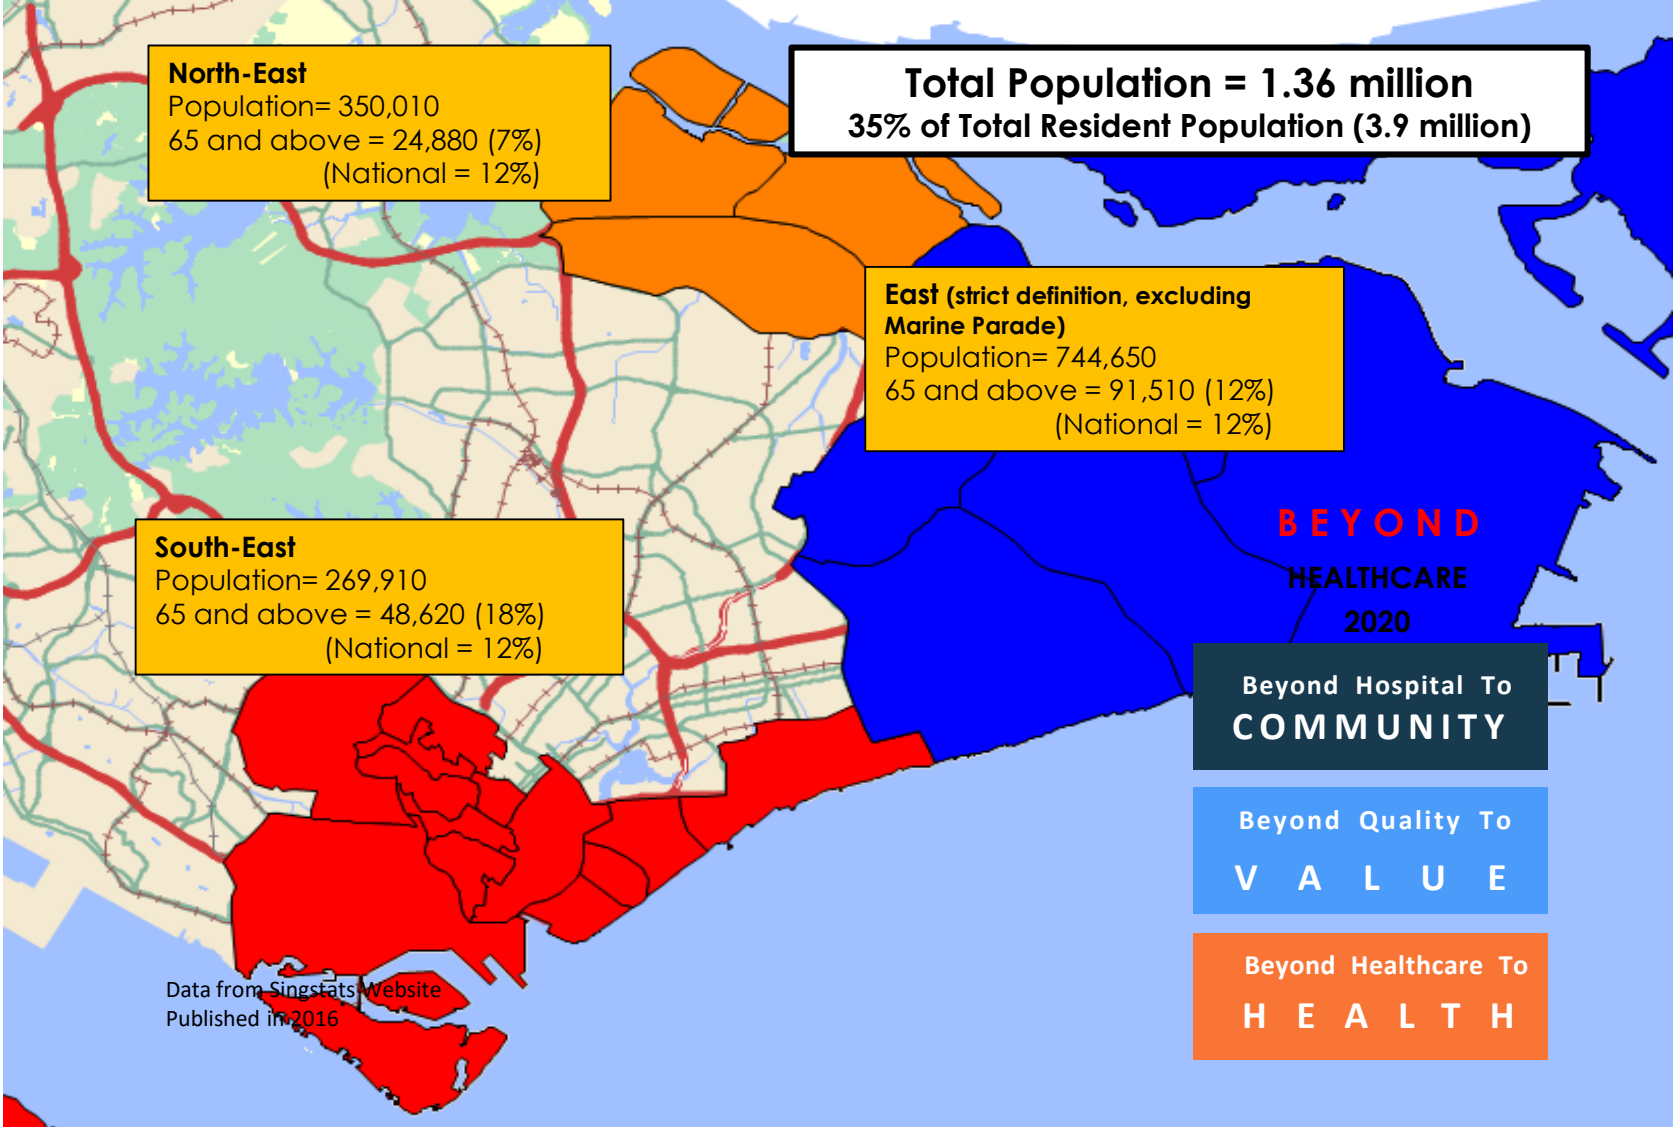 North-East
Population= 350,010
65 and above = 24,880 (7%)
(National = 12%)
Total Population = 1.36 million
35% of Total Resident Population (3.9 million)
East (strict definition, excluding
Marine Parade)
Population= 744,650
65 and above = 91,510 (12%)
(National = 12%)
South-East
Population= 269,910
65 and above = 48,620 (18%)
(National = 12%)
BEYOND
HEALTHCARE
2020
Beyond Hospital To
COMMUNITY
Beyond Quality To
VALUE
Beyond Healthcare To
HEALTH
Data from Singstats Website
Published in 2016